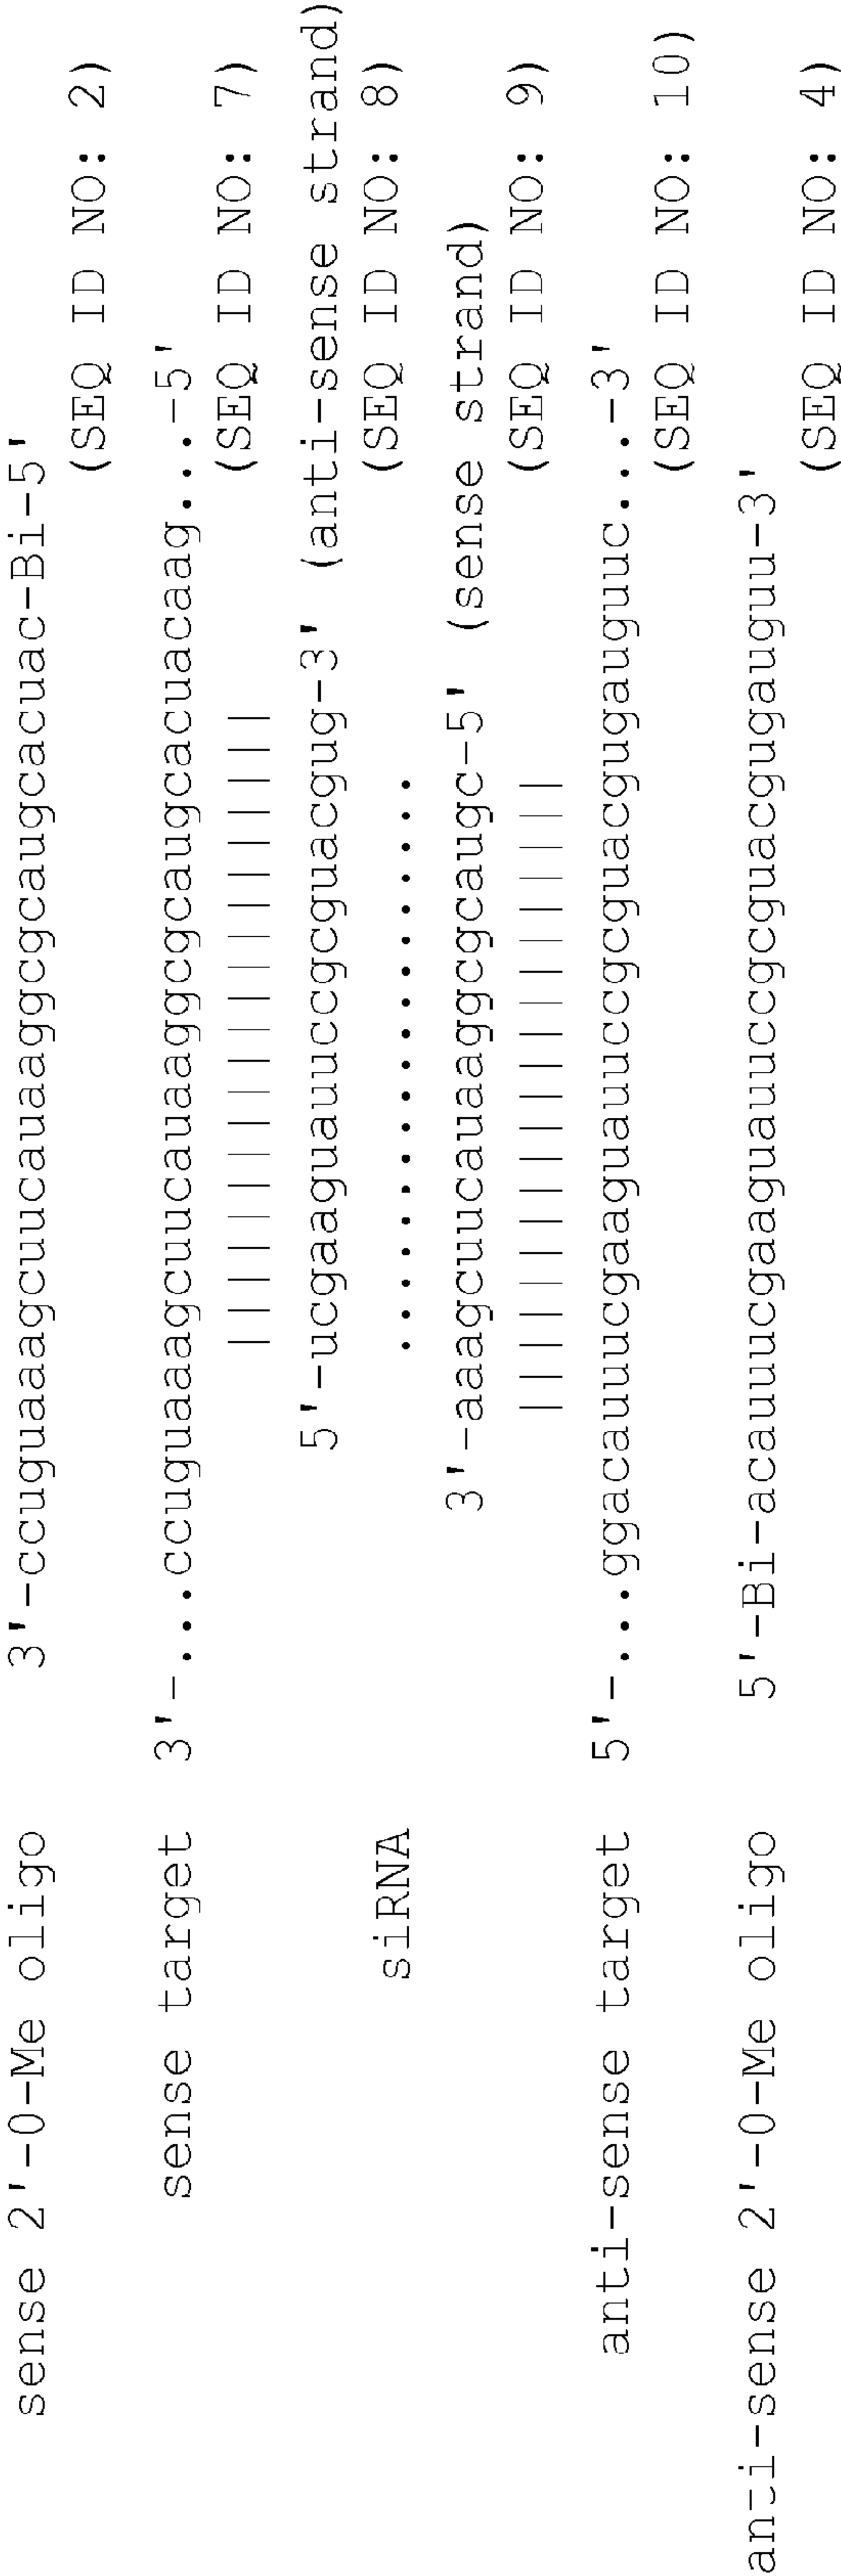 sense 2'-0-Me oligo 3'-ccuguaaagcuucauaaggcgcaugcacuac-Bi-5'
(SEQ ID NO: 2)
sense target 3'-...ccuguaaagcuucauaaggcgcaugcacuacaag...-5'
(SEQ ID NO: 7)
5'-ucgaaguauuccgcguacgug-3' (anti-sense strand)
siRNA (SEQ ID NO: 8)
3'-aaagcuucauaaggcgcaugc-5' (sense strand)
(SEQ ID NO: 9)
anti-sense target 5'-...ggacauuucgaaguauuccgcguacgugauguuc...-3'
(SEQ ID NO: 10)
anti-sense 2'-0-Me oligo 5'-Bi-acauuucgaaguauuccgcguacgugauguu-3'
(SEQ ID NO: 4)